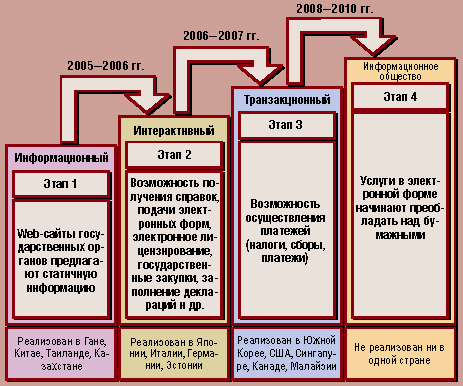 2005–2006 гг.
2006–2007 гг.
2008–2010 гг.
Информационный
Этап 1
Web-сайты госу-
дарственных ор-
ганов предлага-
ют статичную
информацию
Реализован в Гане,
Китае, Таиланде, Ка-
захстане
Интерактивный
Этап 2
Возможность по-
лучения справок,
подачи элек-
тронных форм,
электронное ли-
цензирование,
государствен-
ные закупки, за-
полнение декла-
раций и др.
Реализован в Япо-
нии, Италии, Герма-
нии, Эстонии
Транзакционный
Этап 3
Возможность
осуществления
платежей
(налоги, сборы,
платежи)
Реализован в Южной
Корее, США, Сингапу-
ре, Канаде, Малайзии
Информационное
общество
Этап 4
Услуги в элек-
тронной форме
начинают преоб-
ладать над бу-
мажными
Не реализован ни в
одной стране